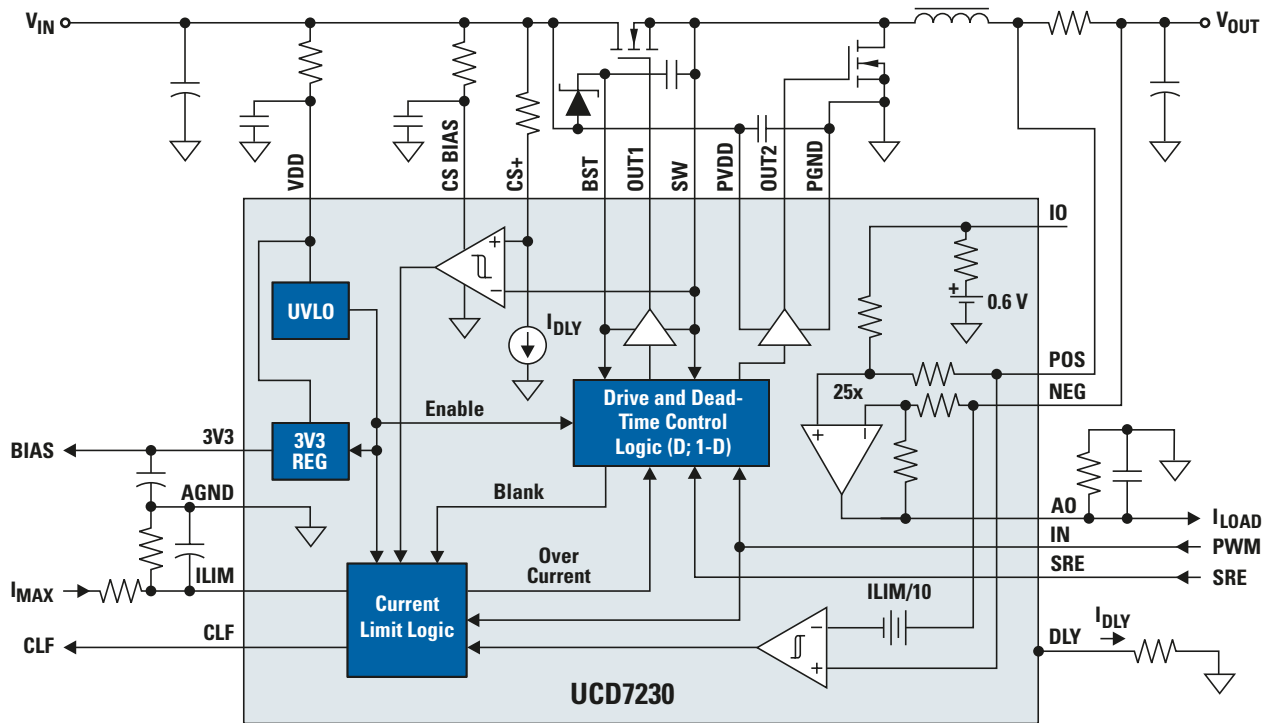 VIN
VOUT
VDD
CS BIAS
CS+
BST
OUT1
SW
PVDD
OUT2
PGND
IO
+
0.6 V
UVLO
+
–
IDLY
POS
NEG
25x
+
–
Enable
Drive and Dead-
Time Control
Logic (D; 1-D)
BIAS
3V3
3V3
REG
AGND
Blank
AO
ILOAD
IN
PWM
SRE
SRE
Over
Current
ILIM
IMAX
Current
Limit Logic
ILIM/10
–
+
CLF
CLF
DLY
IDLY
UCD7230